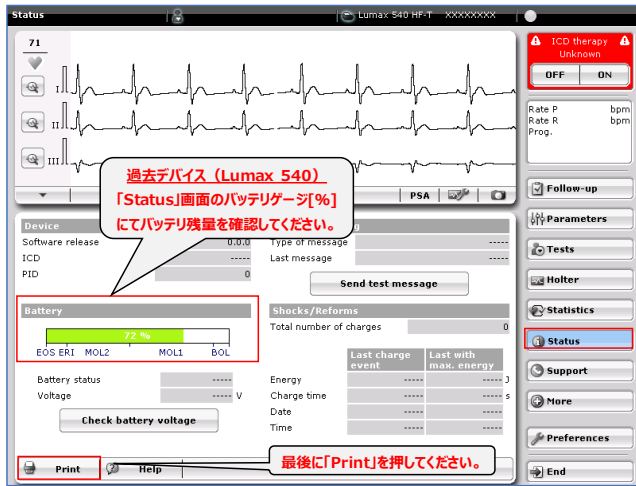 Status
Lumax 540 HF-T XXXXXXXX
71
I
II
III
ICD therapy
Unknown
OFF ON
Rate P bpm
Rate R bpm
Prog.
過去デバイス（Lumax 540）
「Status」画面のバッテリゲージ[%]
にてバッテリ残量を確認してください。
PSA
Follow-up
Parameters
Tests
Holter
Statistics
Status
Support
More
Preferences
End
Device
Software release 0.0.0
ICD -----
PID 0
Type of message -----
Last message -----
Send test message
Battery
72 %
EOS ERI MOL2 MOL1 BOL
Battery status -----
Voltage ----- V
Check battery voltage
Shocks/Reforms
Total number of charges 0
Last charge event
Last with max. energy
Energy ----- ----- J
Charge time ----- ----- s
Date ----- -----
Time ----- -----
Print
Help
最後に「Print」を押してください。